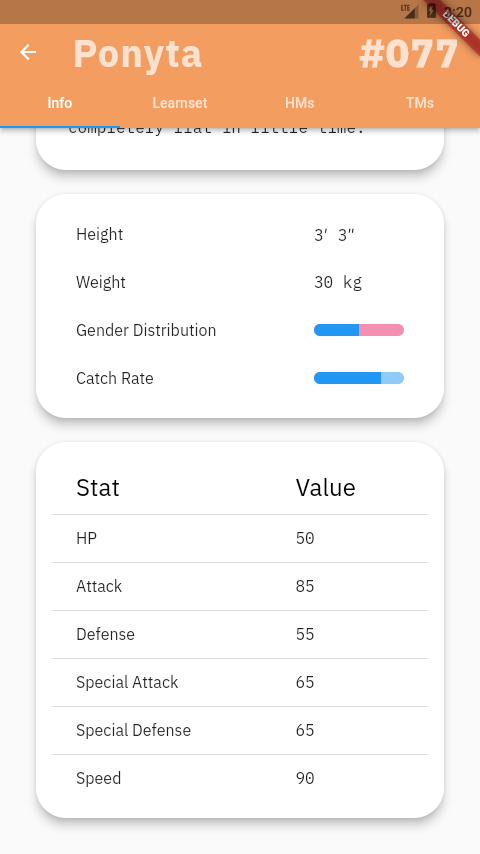 LTE 0:20
DEBUG
Ponyta #077
Info Learnset HMs TMs
completely flat in little time.
Height 3' 3"
Weight 30 kg
Gender Distribution
Catch Rate
Stat Value
HP 50
Attack 85
Defense 55
Special Attack 65
Special Defense 65
Speed 90